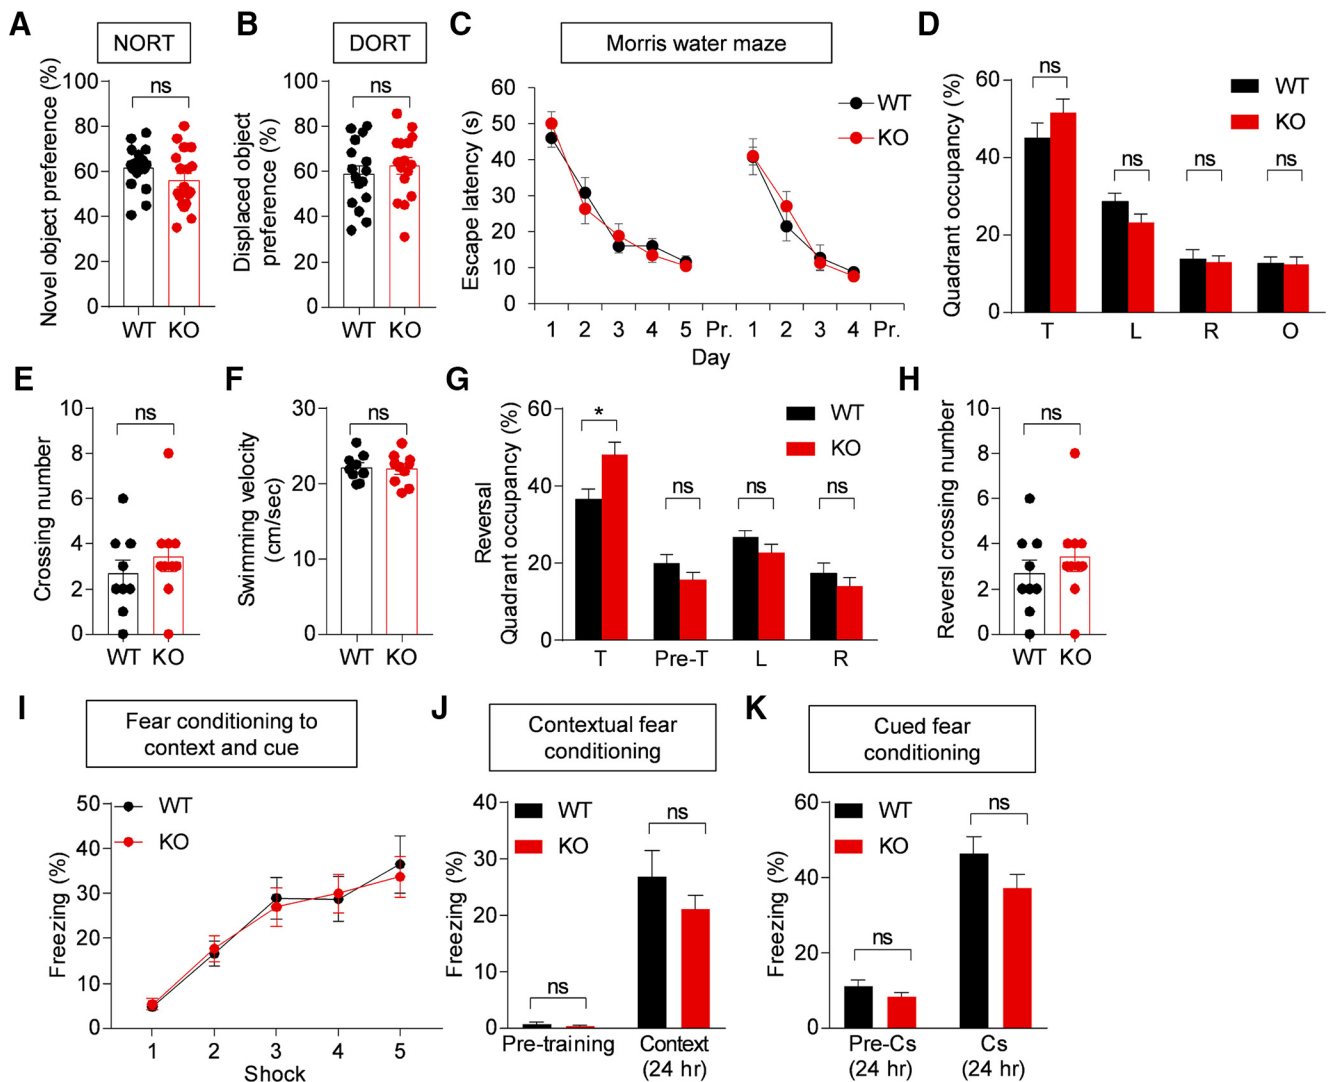 A
NORT
Novel object preference (%)
100
80
60
40
20
0
ns
WT KO
B
DORT
Displaced object
preference (%)
100
80
60
40
20
0
ns
WT KO
C
Morris water maze
Escape latency (s)
60
50
40
30
20
10
0
WT
KO
1 2 3 4 5 Pr. 1 2 3 4 Pr.
Day
D
Quadrant occupancy (%)
60
40
20
0
ns
ns
ns
ns
WT
KO
T L R O
E
Crossing number
10
8
6
4
2
0
ns
WT KO
F
Swimming velocity
(cm/sec)
30
20
10
0
ns
WT KO
G
Reversal
Quadrant occupancy (%)
60
40
20
0
*
ns
ns
ns
WT
KO
T Pre-T L R
H
Reversl crossing number
10
8
6
4
2
0
ns
WT KO
I
Fear conditioning to
context and cue
Freezing (%)
50
40
30
20
10
0
WT
KO
1 2 3 4 5
Shock
J
Contextual fear
conditioning
Freezing (%)
40
30
20
10
0
WT
KO
ns
ns
Pre-training Context
(24 hr)
K
Cued fear
conditioning
Freezing (%)
60
40
20
0
WT
KO
ns
ns
Pre-Cs Cs
(24 hr) (24 hr)